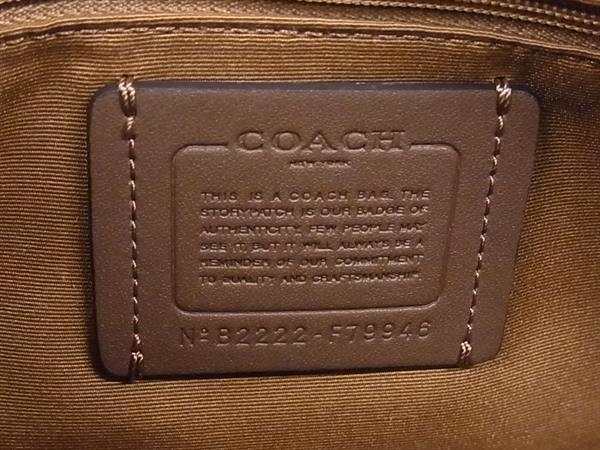 COACH
NEW YORK
THIS IS A COACH BAG. THE
STORYPATCH IS OUR BADGE OF
AUTHENTICITY. FEW PEOPLE MAY
SEE IT, BUT IT WILL ALWAYS BE A
REMINDER OF OUR COMMITMENT
TO QUALITY AND CRAFTSMANSHIP.
Nº B2222-F79946